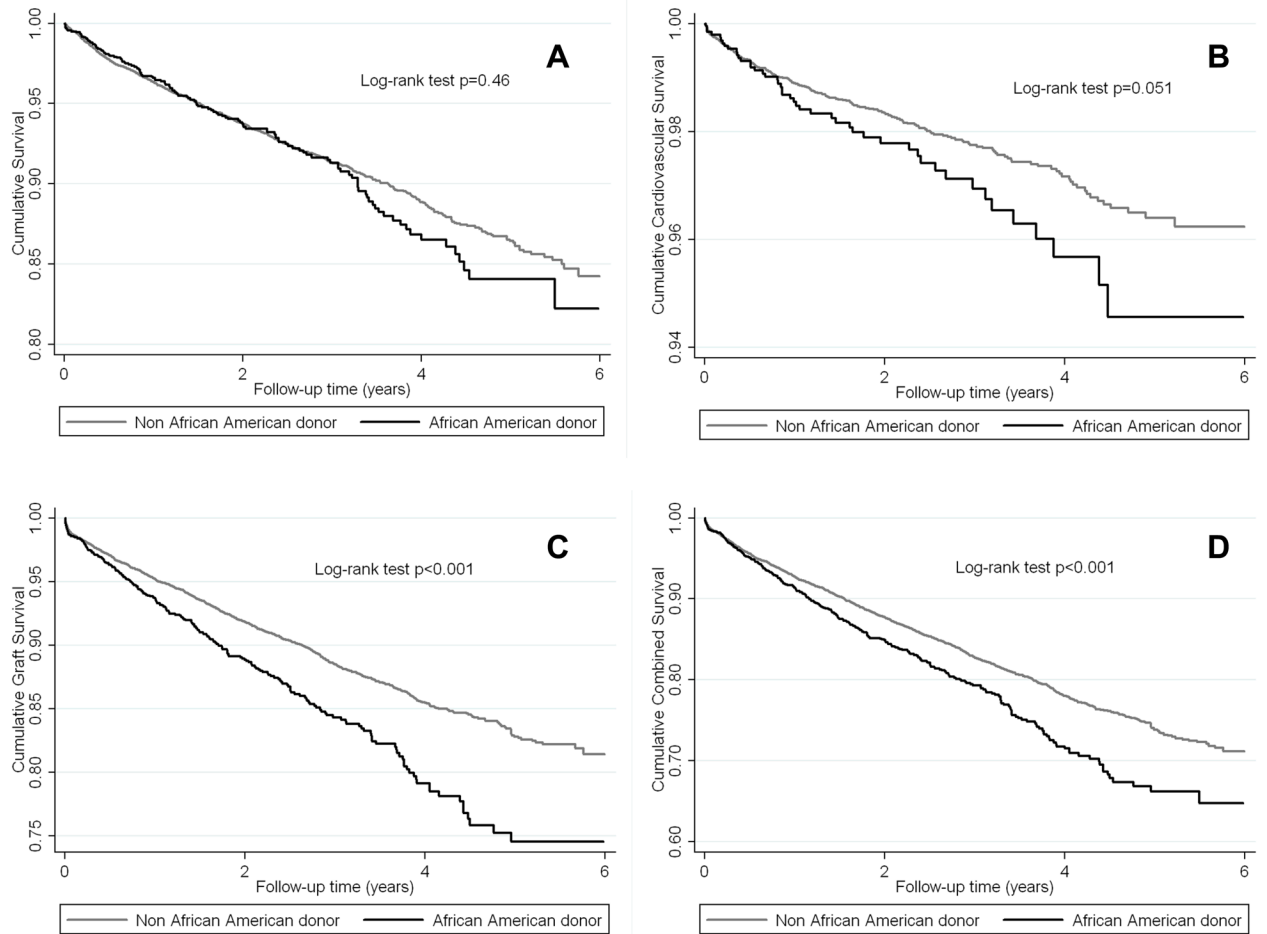 A
Log-rank test p=0.46
Cumulative Survival
1.00
0.95
0.90
0.85
0.80
0 2 4 6
Follow-up time (years)
Non African American donor African American donor
B
Log-rank test p=0.051
Cumulative Cardiovascular Survival
1.00
0.98
0.96
0.94
0 2 4 6
Follow-up time (years)
Non African American donor African American donor
C
Log-rank test p<0.001
Cumulative Graft Survival
1.00
0.95
0.90
0.85
0.80
0.75
0 2 4 6
Follow-up time (years)
Non African American donor African American donor
D
Log-rank test p<0.001
Cumulative Combined Survival
1.00
0.90
0.80
0.70
0.60
0 2 4 6
Follow-up time (years)
Non African American donor African American donor